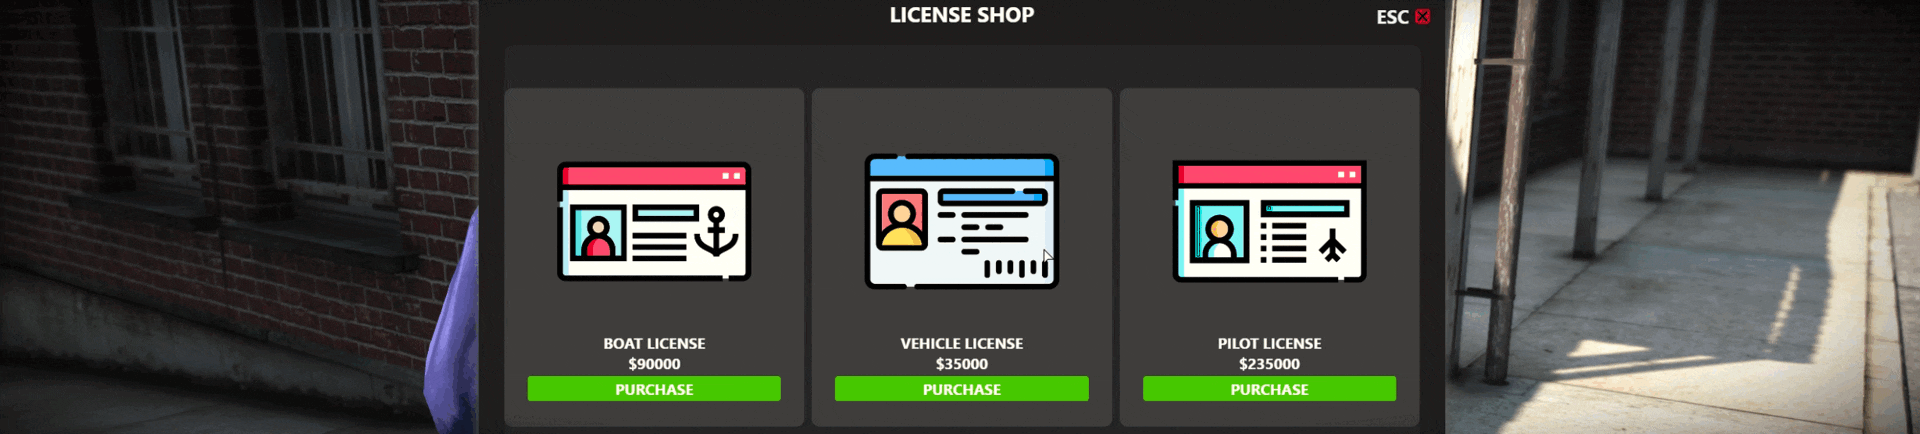 LICENSE SHOP
ESC
BOAT LICENSE
$90000
PURCHASE
VEHICLE LICENSE
$35000
PURCHASE
PILOT LICENSE
$235000
PURCHASE